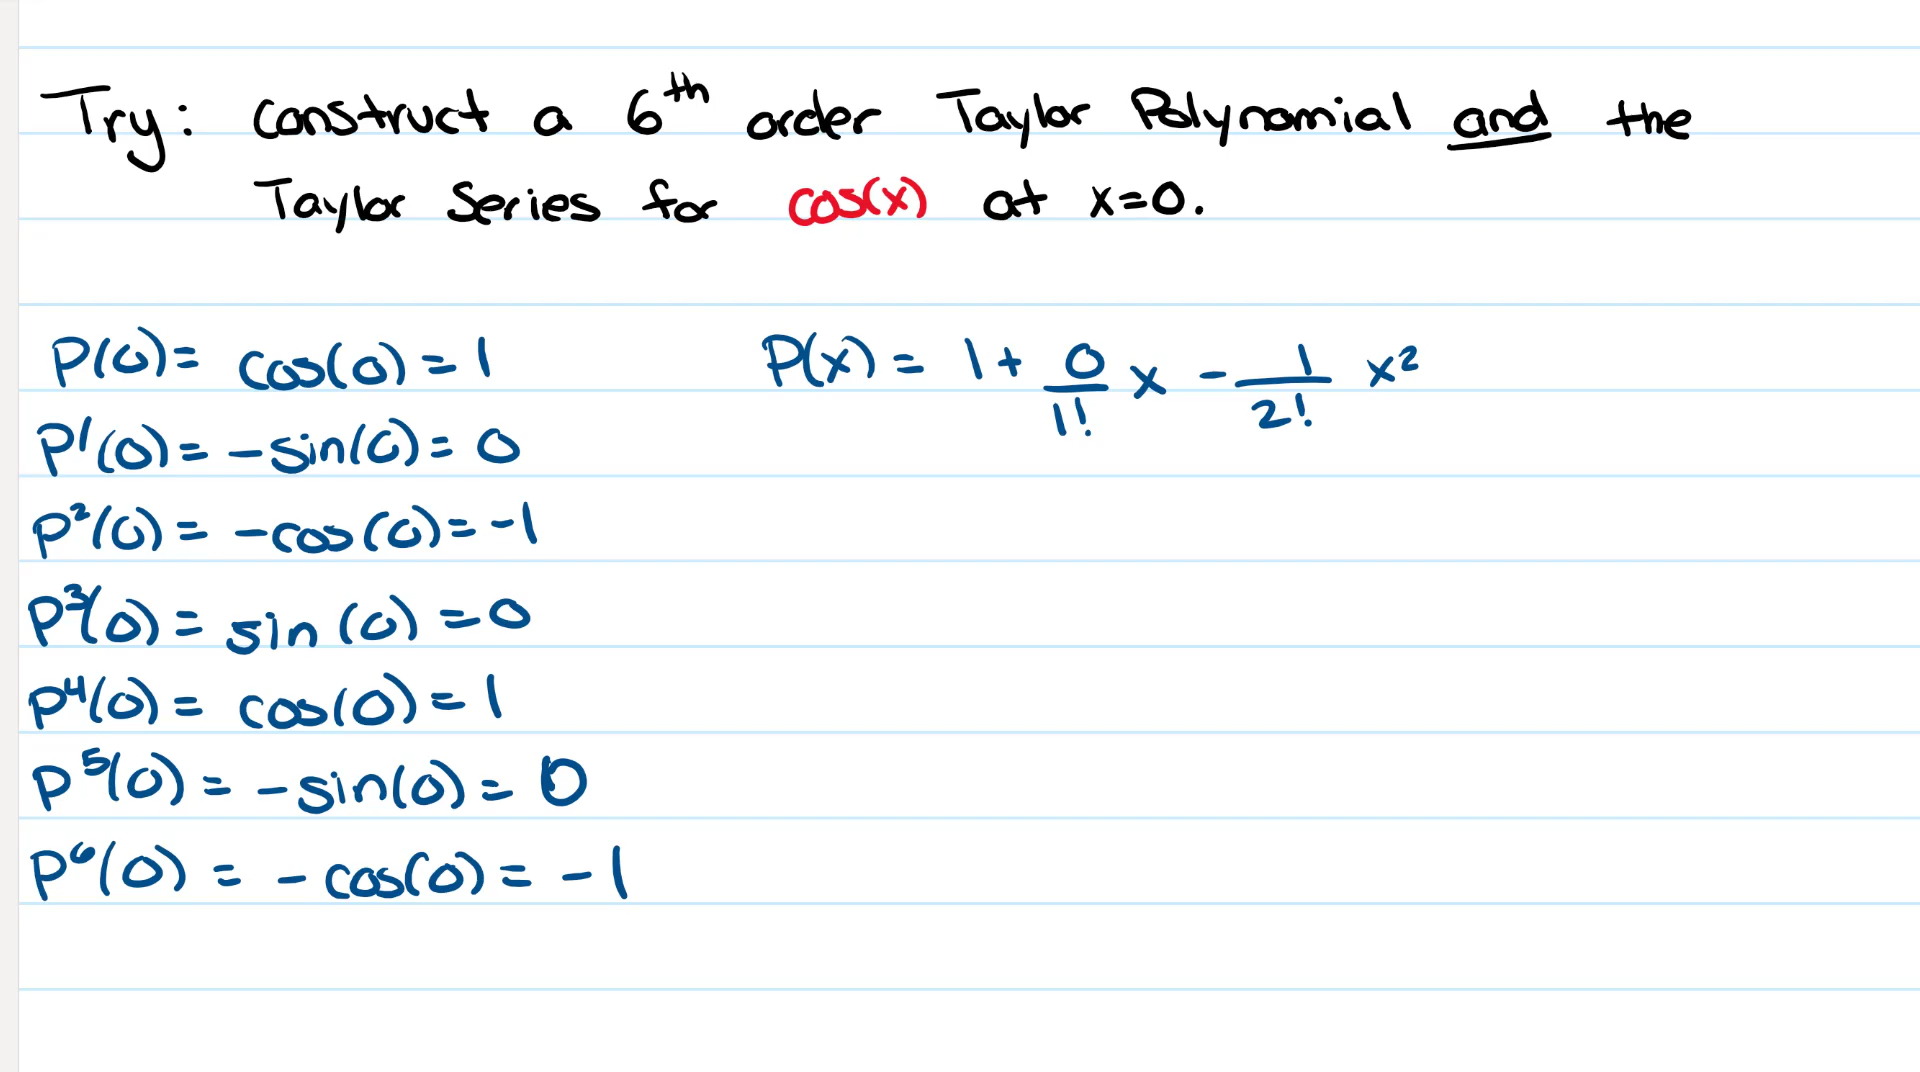 Try: construct a 6th order Taylor Polynomial and the
Taylor Series for cos(x) at x=0.
P(0)= cos(0)=1
P'(0)= -sin(0)= 0
P²(0)= -cos(0)=-1
P³(0)= sin(0)=0
P⁴(0)= cos(0)=1
P⁵(0)= -sin(0)= 0
P⁶(0) = -cos(0)= -1
P(x) = 1+ 0/1! x - 1/2! x²